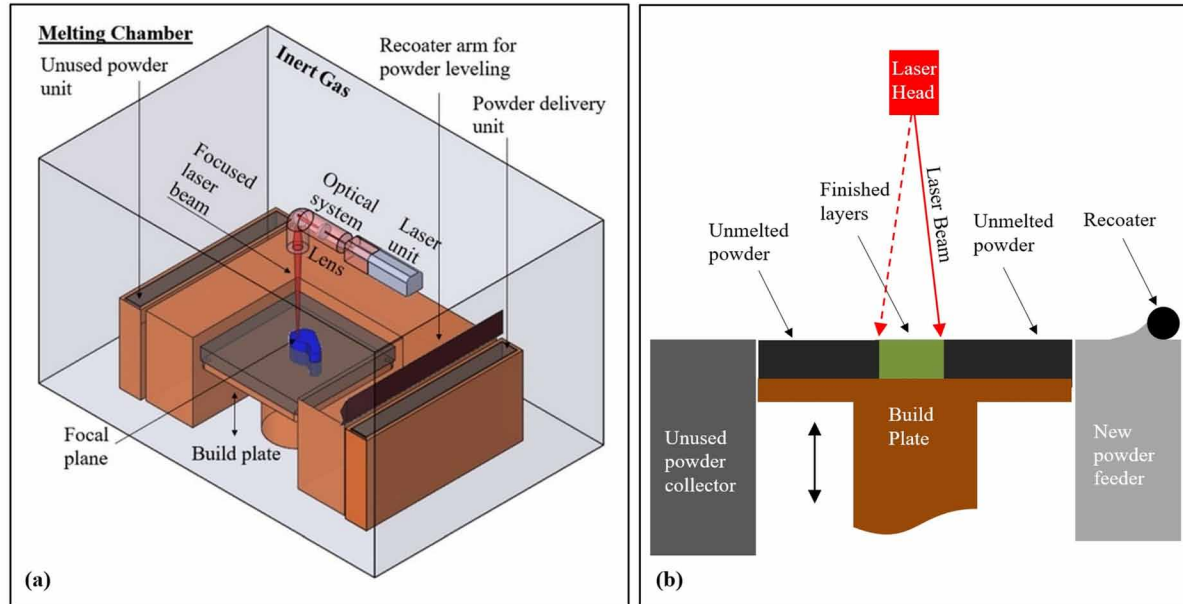 Melting Chamber
Unused powder
unit
Inert Gas
Recoater arm for
powder leveling
Powder delivery
unit
Focused
laser
beam
Optical
system
Laser
unit
Lens
Focal
plane
Build plate
(a)
Laser
Head
Laser Beam
Finished
layers
Unmelted
powder
Unmelted
powder
Recoater
Unused
powder
collector
Build
Plate
New
powder
feeder
(b)